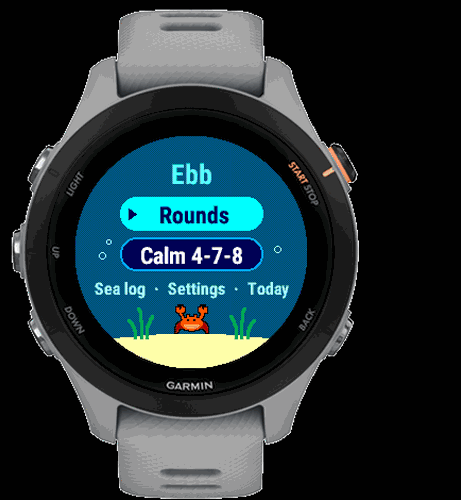 Ebb
Rounds
Calm 4-7-8
Sea log · Settings · Today
LIGHT
START STOP
UP
DOWN
BACK
GARMIN